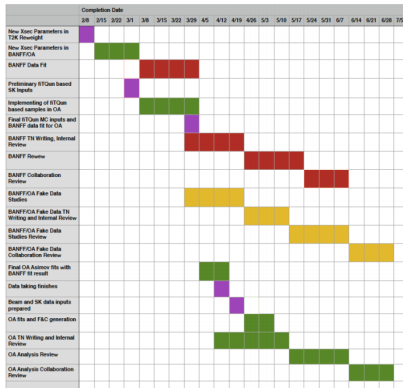 Completion Date
2/8 2/15 2/22 3/1 3/8 3/15 3/22 3/29 4/5 4/12 4/19 4/26 5/3 5/10 5/17 5/24 5/31 6/7 6/14 6/21 6/28 7/5
New Xsec Parameters in
T2K Reweight
New Xsec Parameters in
BANFF/OA
BANFF Data Fit
Preliminary fiTQun based
SK Inputs
Implementing of fiTQun
based samples in OA
Final fiTQun MC inputs and
BANFF data fit for OA
BANFF TN Writing, Internal
Review
BANFF Review
BANFF Collaboration
Review
BANFF/OA Fake Data
Studies
BANFF/OA Fake Data TN
Writing and Internal Review
BANFF/OA Fake Data
Studies Review
BANFF/OA Fake Data
Collaboration Review
Final OA Asimov fits with
BANFF fit result
Data taking finishes
Beam and SK data inputs
prepared
OA fits and F&C generation
OA TN Writing and Internal
Review
OA Analysis Review
OA Analysis Collaboration
Review